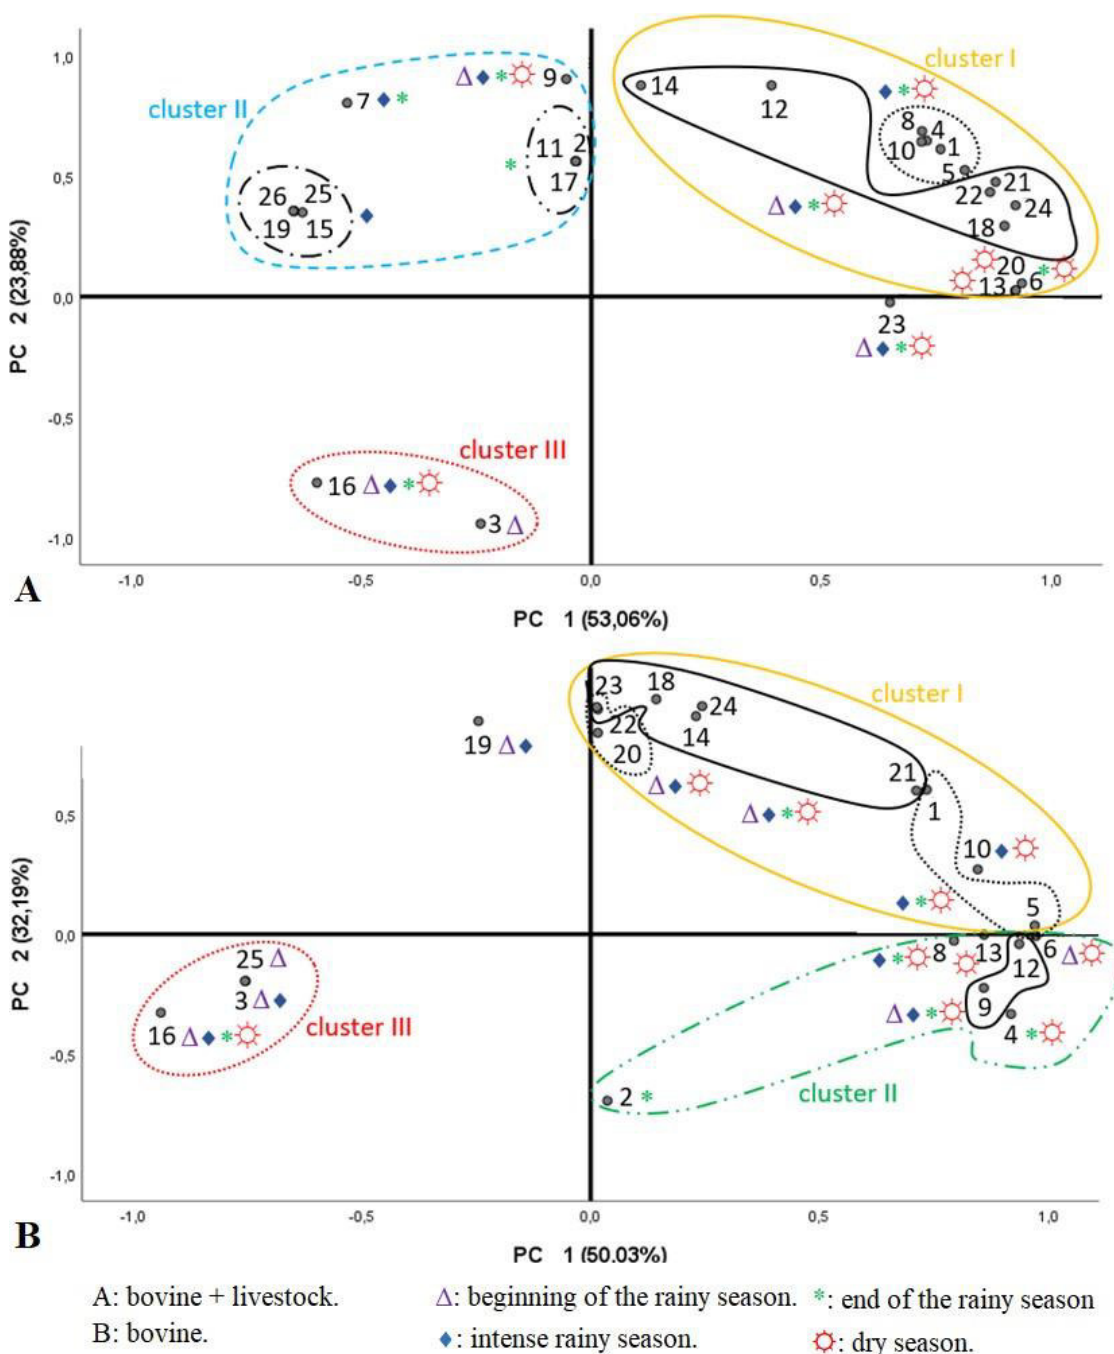 1,0
cluster I
cluster II
Δ ♦ * 9
7 ♦ *
14
12
♦ *
8 4
10 1
5
11 2
*
17
0,5
26 25
19 15 ♦
21
22
24
18
Δ ♦ *
20
13 6 *
0,0
23
Δ ♦ *
PC 2 (23,88%)
-0,5
cluster III
16 Δ ♦ *
3 Δ
-1,0
A
-1,0 -0,5 0,0 0,5 1,0
PC 1 (53,06%)
cluster I
23 18
24
22 14
20
19 Δ ♦
21
1
Δ ♦
Δ ♦ *
0,5
10 ♦
♦ *
5
PC 2 (32,19%)
0,0
25 Δ
3 Δ ♦
16 Δ ♦ *
cluster III
♦ * 8 13 12 6 Δ
9
Δ ♦ *
4 *
-0,5
2 *
cluster II
-1,0
B
-1,0 -0,5 0,0 0,5 1,0
PC 1 (50.03%)
A: bovine + livestock. Δ: beginning of the rainy season. *: end of the rainy season
B: bovine. ♦: intense rainy season. : dry season.